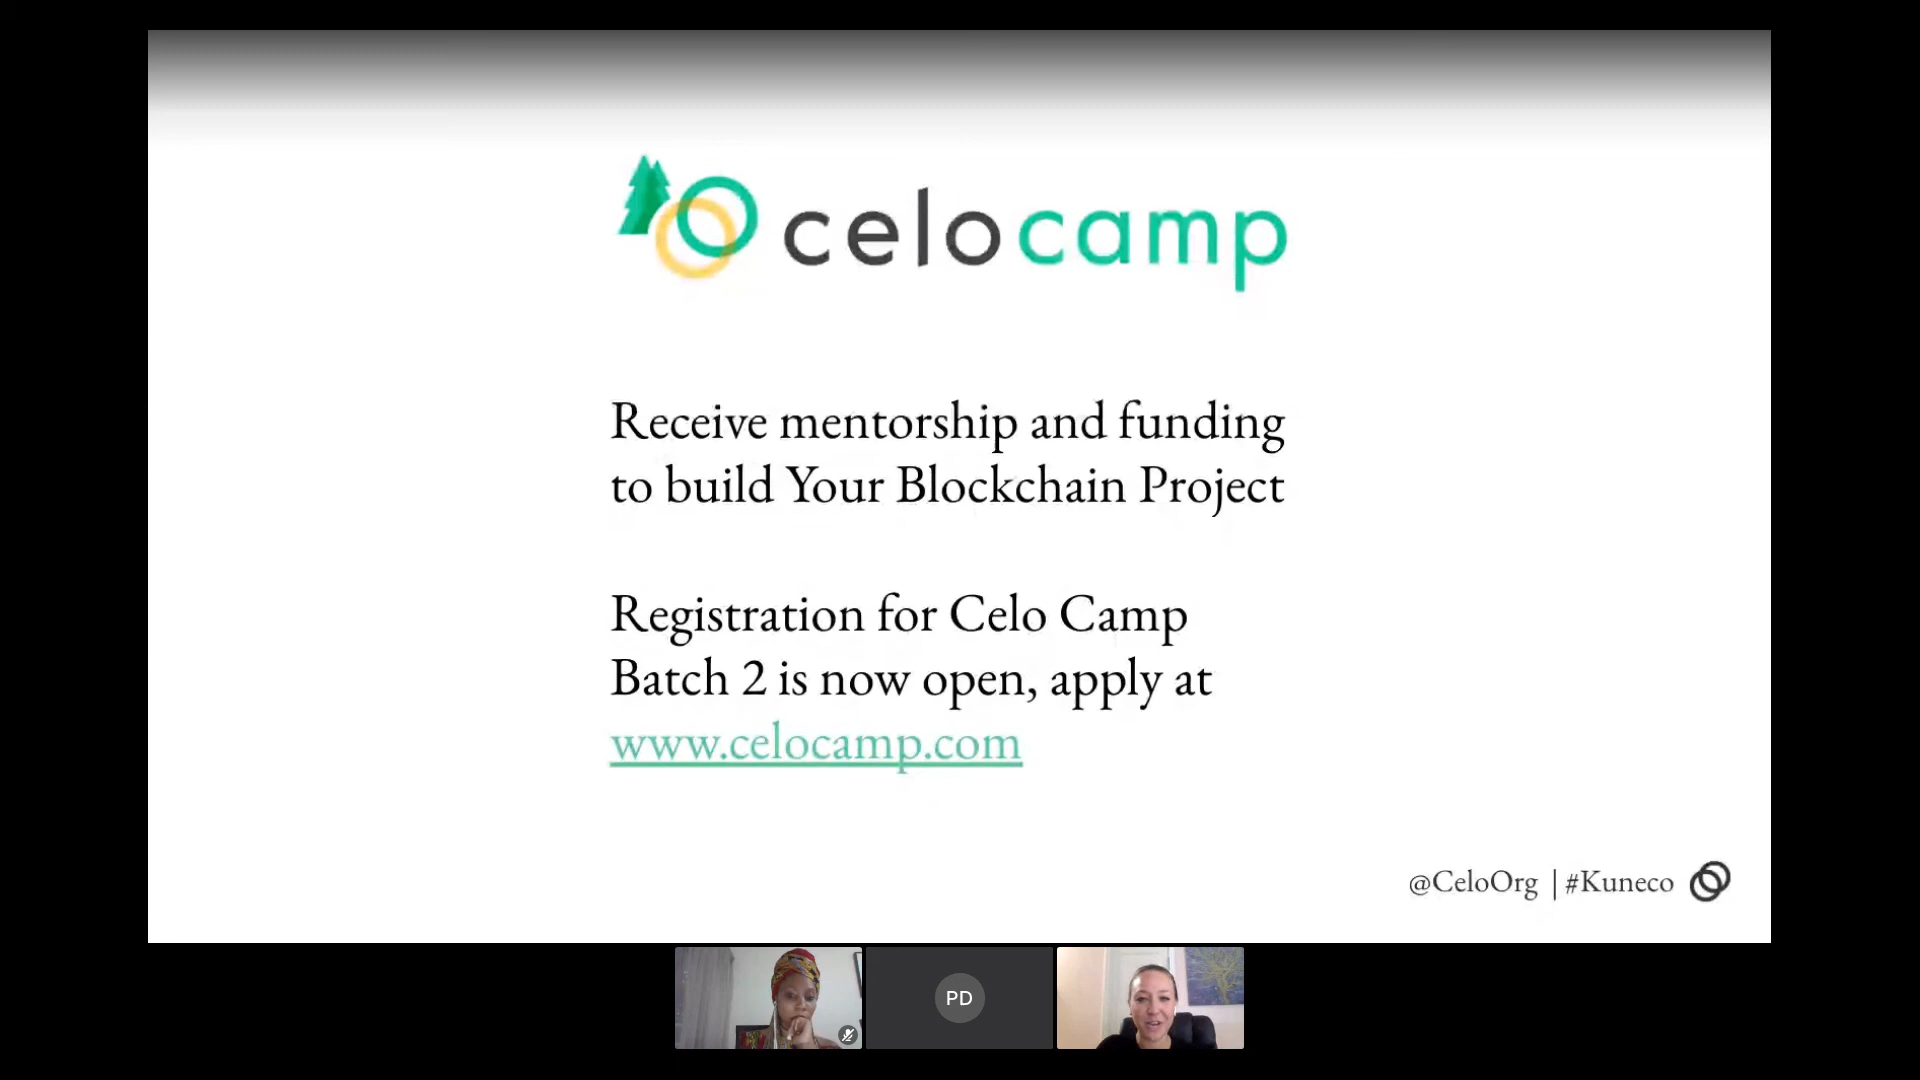 celocamp
Receive mentorship and funding
to build Your Blockchain Project
Registration for Celo Camp
Batch 2 is now open, apply at
www.celocamp.com
@CeloOrg | #Kuneco
PD